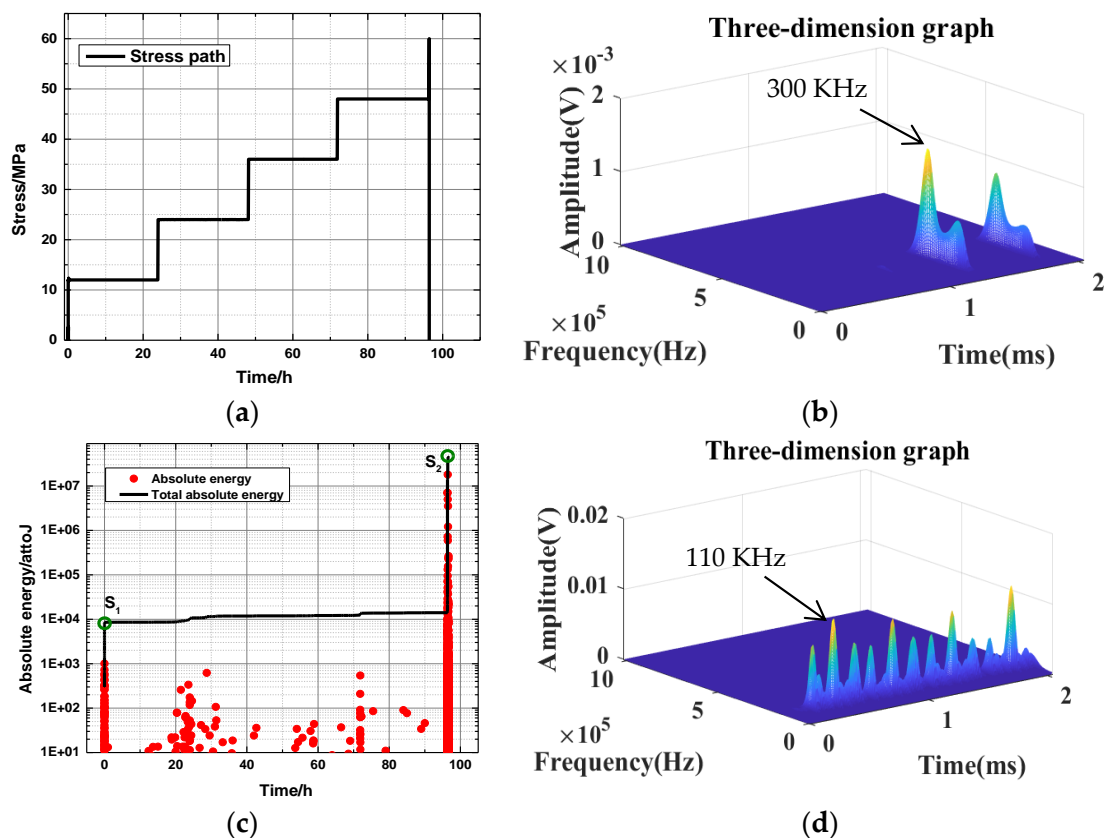 60
50
40
30
20
10
0
Stress/MPa
Stress path
0 20 40 60 80 100
Time/h
(a)
Three-dimension graph
×10⁻³
2
1
0
Amplitude(V)
300 KHz
10
5
0
×10⁵
Frequency(Hz)
0
1
2
Time(ms)
(b)
1E+07
1E+06
1E+05
1E+04
1E+03
1E+02
1E+01
Absolute energy/attoJ
Absolute energy
Total absolute energy
S₁
S₂
0 20 40 60 80 100
Time/h
(c)
Three-dimension graph
0.02
0.01
0
Amplitude(V)
110 KHz
10
5
0
×10⁵
Frequency(Hz)
0
1
2
Time(ms)
(d)